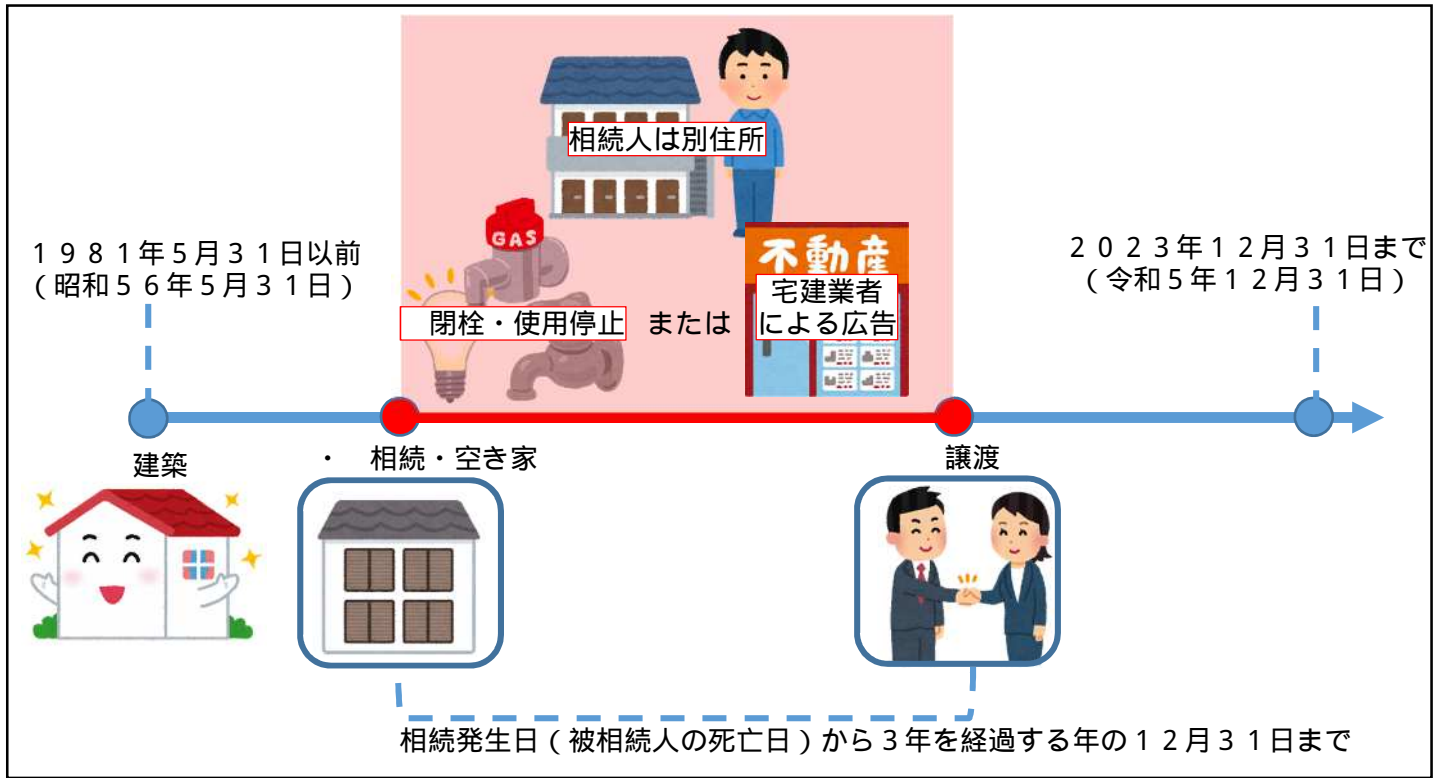 相続人は別住所
GAS
不動産
宅建業者
による広告
閉栓・使用停止
または
１９８１年５月３１日以前
（昭和５６年５月３１日）
２０２３年１２月３１日まで
（令和５年１２月３１日）
建築
・ 相続・空き家
譲渡
相続発生日（被相続人の死亡日）から３年を経過する年の１２月３１日まで